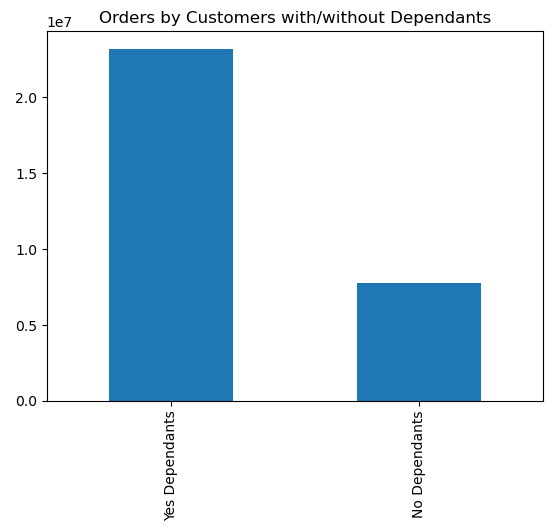 Orders by Customers with/without Dependants
1e7
2.0
1.5
1.0
0.5
0.0
Yes Dependants
No Dependants